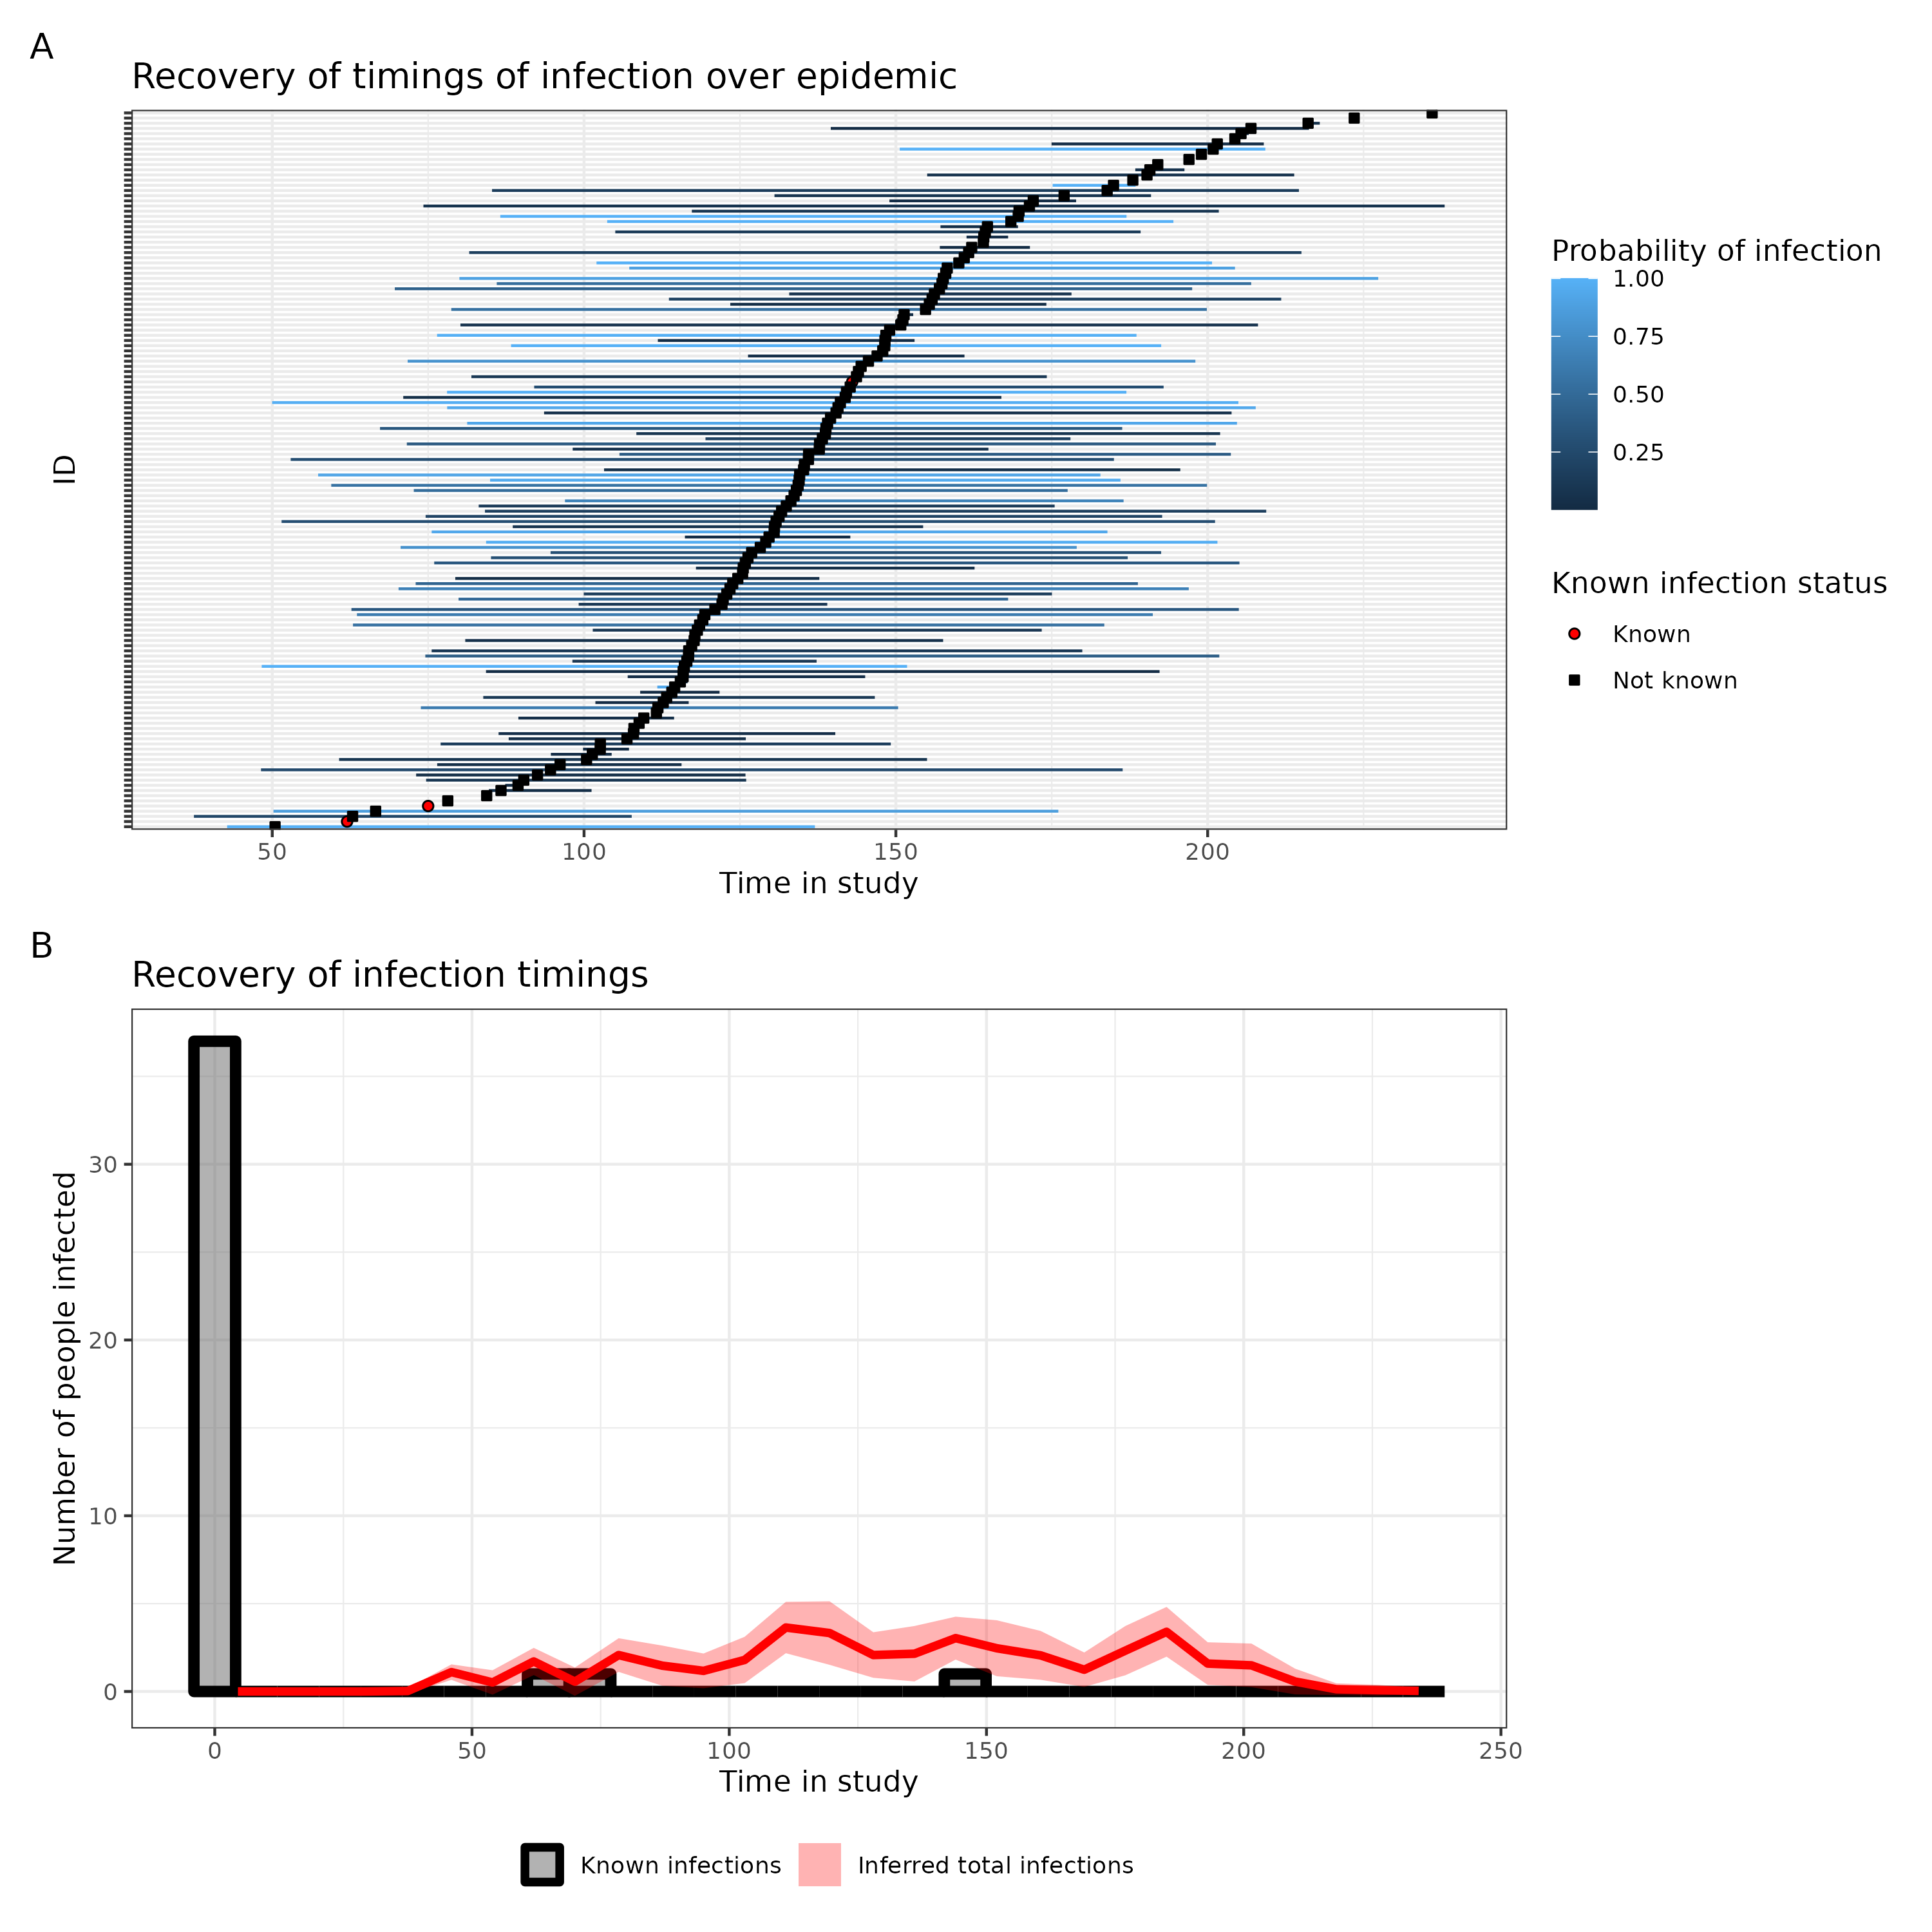 A
Recovery of timings of infection over epidemic
ID
50
100
150
200
Time in study
Probability of infection
1.00
0.75
0.50
0.25
Known infection status
Known
Not known
B
Recovery of infection timings
Number of people infected
30
20
10
0
0
50
100
150
200
250
Time in study
Known infections
Inferred total infections